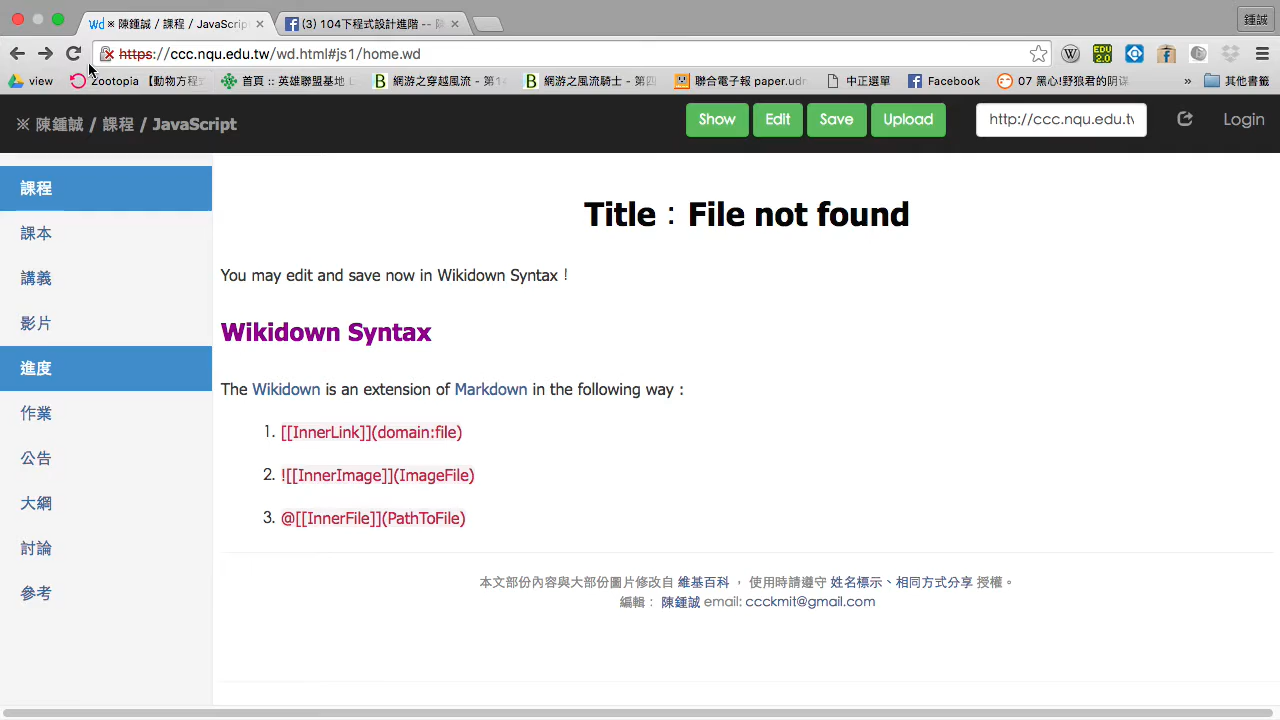 Wd ※ 陳鍾誠 / 課程 / JavaScrip
(3) 104下程式設計進階 --
鍾誠
https://ccc.nqu.edu.tw/wd.html#js1/home.wd
view
Zootopia 【動物方程
首頁 :: 英雄聯盟基地
網游之穿越風流 - 第1
網游之風流騎士 - 第四
聯合電子報 paper.udn
中正選單
Facebook
07 黑心!野狼君的阴谋
»
其他書籤
※ 陳鍾誠 / 課程 / JavaScript
Show
Edit
Save
Upload
http://ccc.nqu.edu.tv
Login
課程
課本
講義
影片
進度
作業
公告
大綱
討論
參考
Title：File not found
You may edit and save now in Wikidown Syntax！
Wikidown Syntax
The Wikidown is an extension of Markdown in the following way：
1. [[InnerLink]](domain:file)
2. ![[InnerImage]](ImageFile)
3. @[[InnerFile]](PathToFile)
本文部份內容與大部份圖片修改自 維基百科 ， 使用時請遵守 姓名標示、相同方式分享 授權。
編輯： 陳鍾誠 email: ccckmit@gmail.com